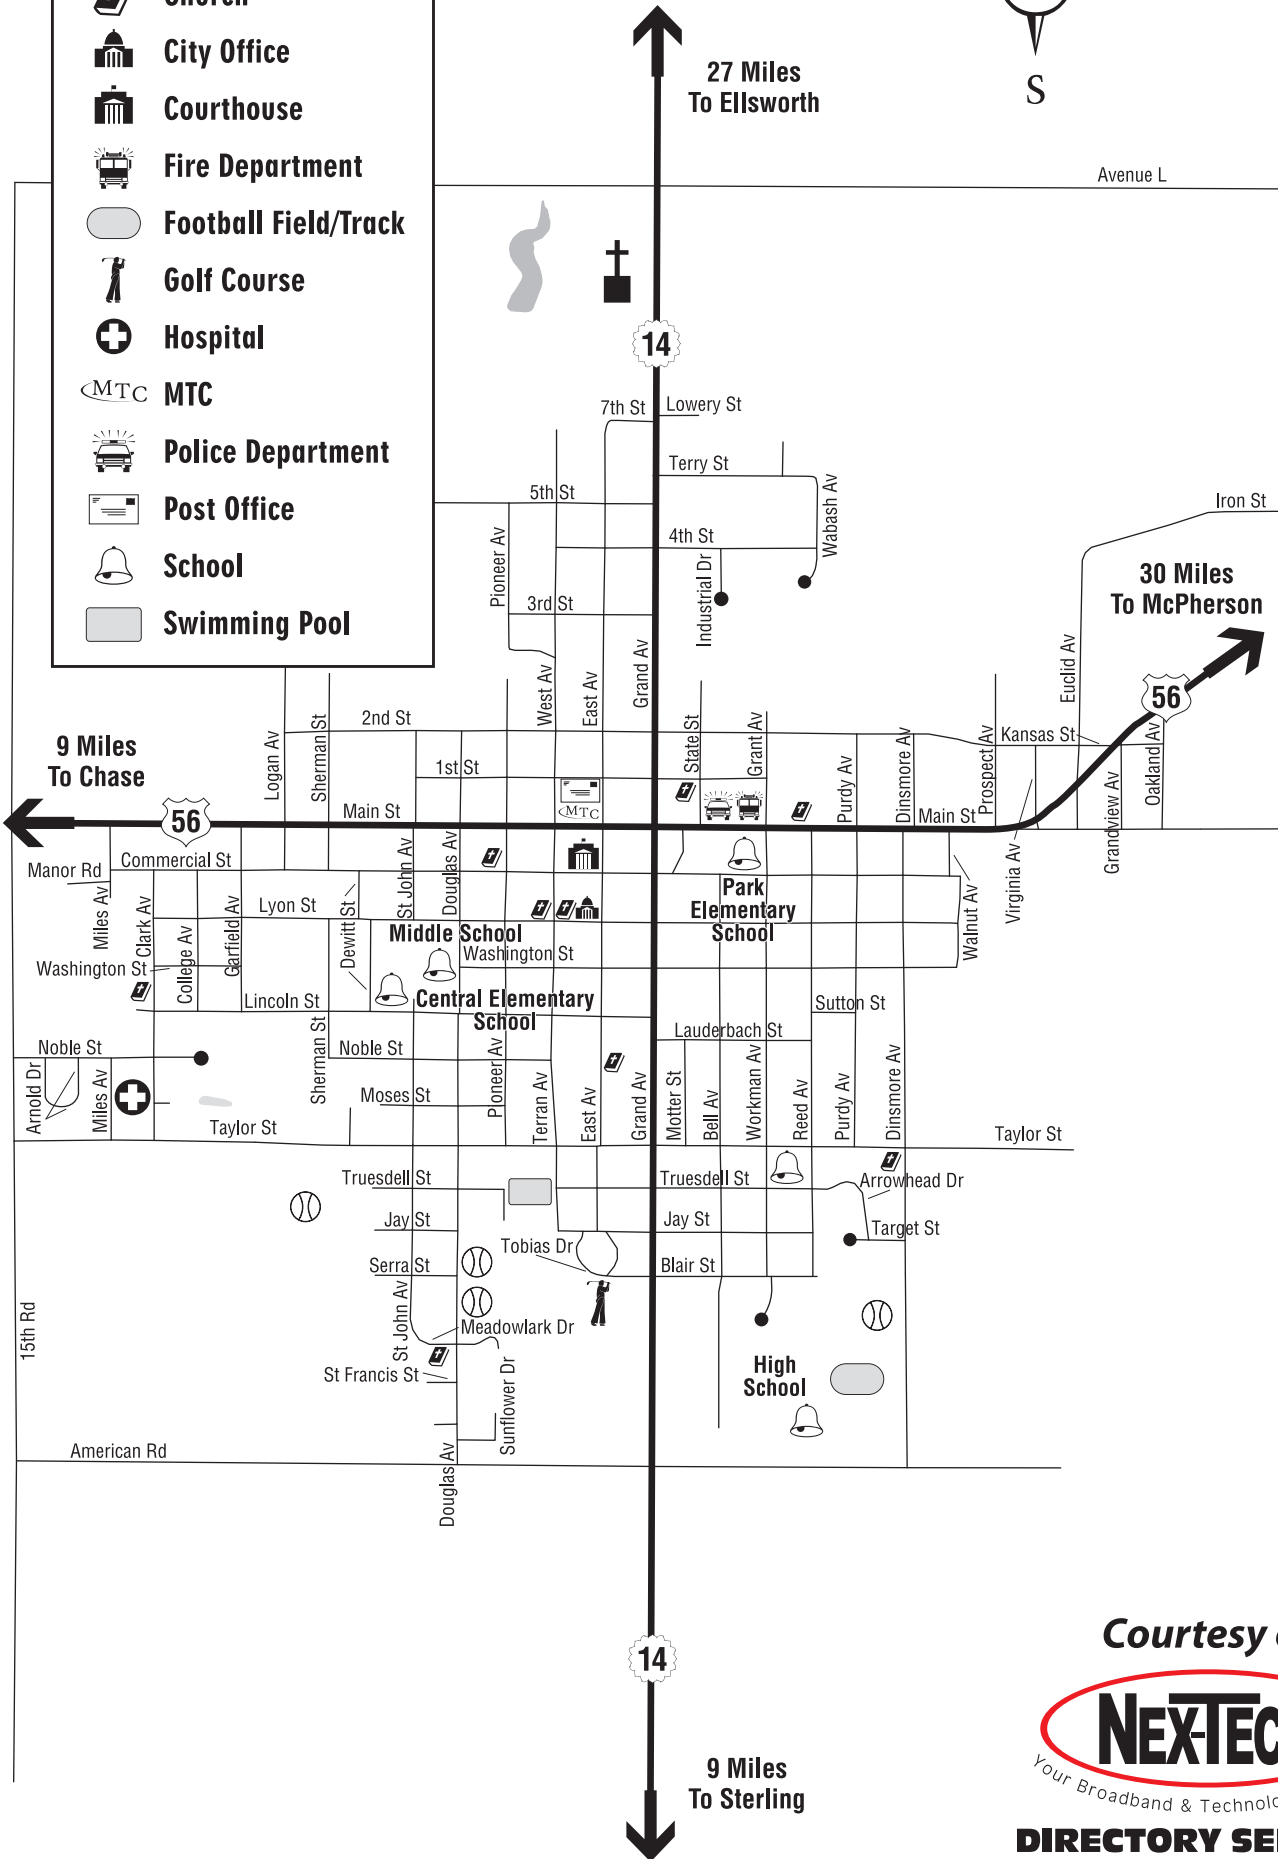 Church
City Office
Courthouse
Fire Department
Football Field/Track
Golf Course
Hospital
MTC MTC
Police Department
Post Office
School
Swimming Pool
27 Miles
To Ellsworth
S
Avenue L
14
7th St
Lowery St
Terry St
5th St
Wabash Av
Iron St
Pioneer Av
4th St
Industrial Dr
30 Miles
To McPherson
3rd St
West Av
East Av
Grand Av
Euclid Av
56
2nd St
State St
Grant Av
Kansas St
9 Miles
To Chase
Logan Av
Sherman St
1st St
Purdy Av
Dinsmore Av
Prospect Av
Oakland Av
Grandview Av
Main St
MTC
Main St
56
Virginia Av
Manor Rd
Commercial St
St John Av
Douglas Av
Park
Elementary
School
Walnut Av
Miles Av
Clark Av
College Av
Garfield Av
Lyon St
Dewitt St
Middle School
Washington St
Washington St
Central Elementary
School
Lincoln St
Sutton St
Lauderbach St
Noble St
Sherman St
Noble St
Pioneer Av
Arnold Dr
Miles Av
Moses St
Terran Av
East Av
Grand Av
Motter St
Bell Av
Workman Av
Reed Av
Purdy Av
Dinsmore Av
Taylor St
Taylor St
Truesdell St
Truesdell St
Arrowhead Dr
Jay St
Jay St
Target St
Tobias Dr
Serra St
Blair St
15th Rd
St John Av
Meadowlark Dr
St Francis St
Sunflower Dr
High
School
American Rd
Douglas Av
14
9 Miles
To Sterling
Courtesy
NEX-TEC
Your Broadband & Technolo
DIRECTORY SE